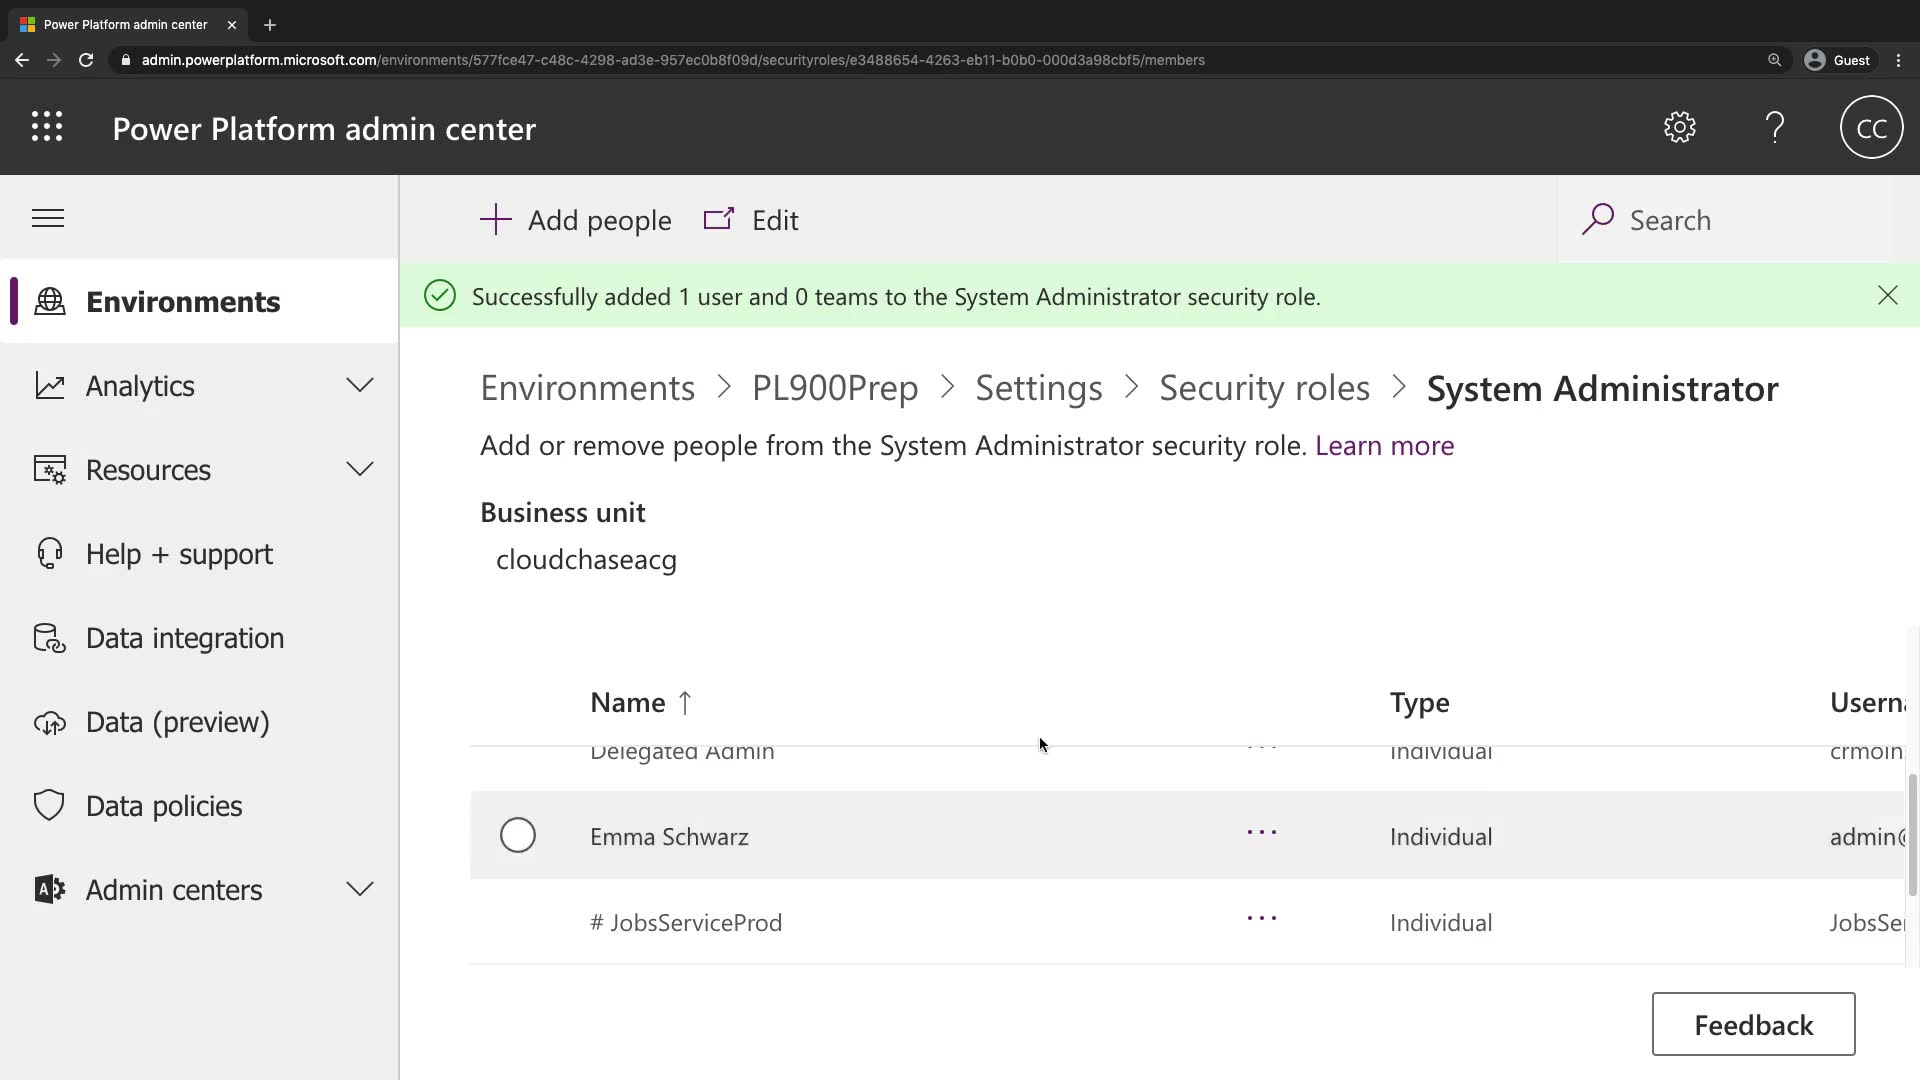 Power Platform admin center
admin.powerplatform.microsoft.com/environments/577fce47-c48c-4298-ad3e-957ec0b8f09d/securityroles/e3488654-4263-eb11-b0b0-000d3a98cbf5/members
Guest
Power Platform admin center
?
CC
Add people
Edit
Search
Successfully added 1 user and 0 teams to the System Administrator security role.
Environments
Analytics
Resources
Help + support
Data integration
Data (preview)
Data policies
Admin centers
Environments > PL900Prep > Settings > Security roles > System Administrator
Add or remove people from the System Administrator security role. Learn more
Business unit
cloudchaseacg
Name ↑ Type Userna
Delegated Admin ... Individual crmoin
Emma Schwarz ... Individual admin@
# JobsServiceProd ... Individual JobsSer
Feedback